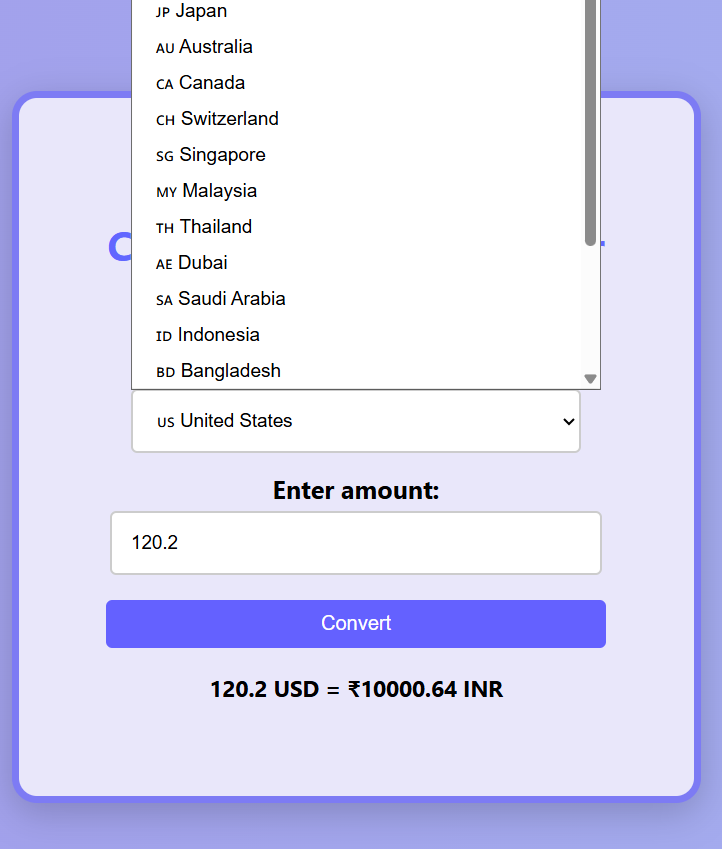 JP Japan
AU Australia
CA Canada
CH Switzerland
SG Singapore
MY Malaysia
TH Thailand
AE Dubai
SA Saudi Arabia
ID Indonesia
BD Bangladesh
US United States
Enter amount:
120.2
Convert
120.2 USD = ₹10000.64 INR